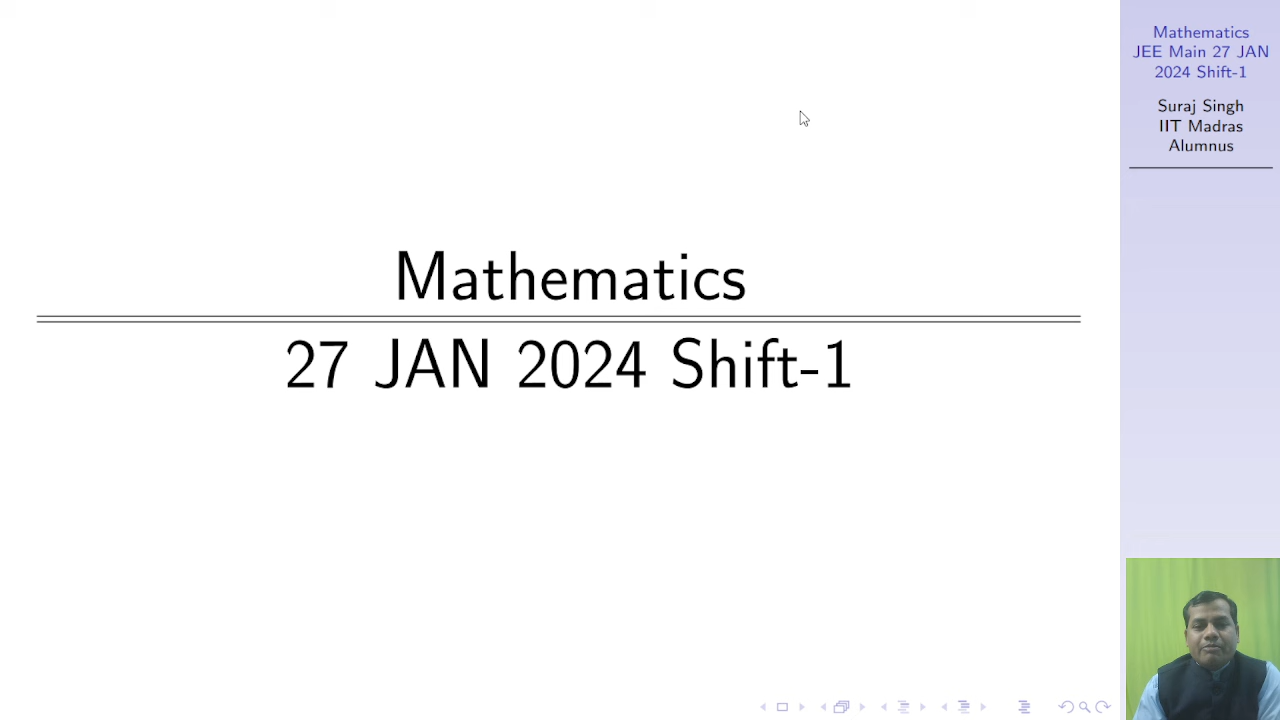 Mathematics
27 JAN 2024 Shift-1
Mathematics
JEE Main 27 JAN
2024 Shift-1
Suraj Singh
IIT Madras
Alumnus